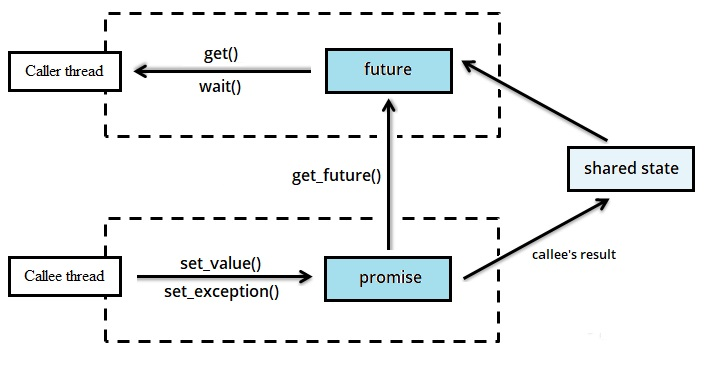 get()
Caller thread
future
wait()
shared state
get_future()
callee's result
set_value()
Callee thread
promise
set_exception()